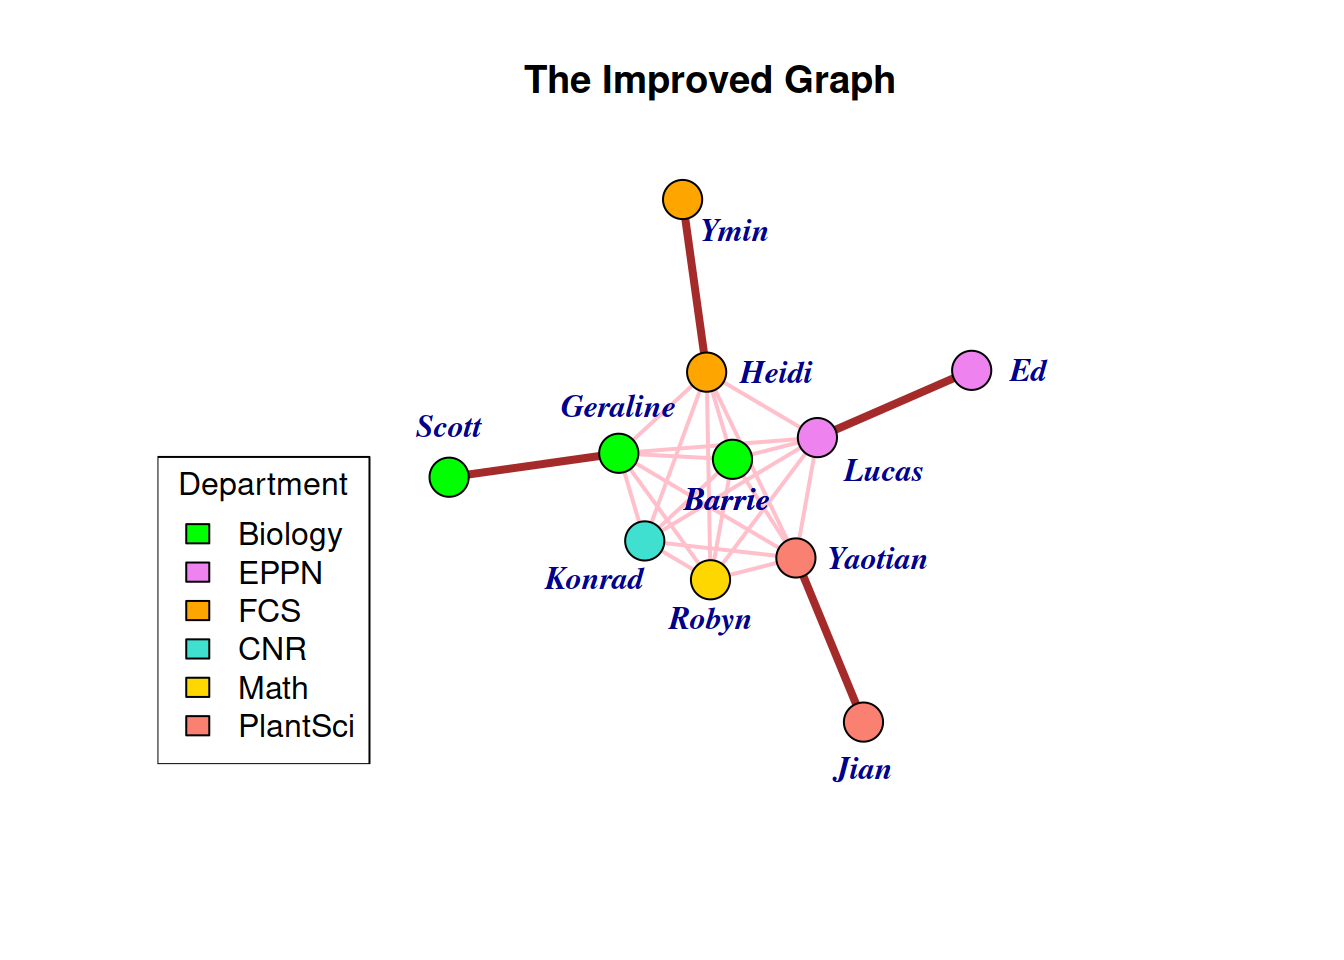 The Improved Graph
Ymin
Heidi
Ed
Geraline
Scott
Lucas
Barrie
Yaotian
Konrad
Robyn
Jian
Department
Biology
EPPN
FCS
CNR
Math
PlantSci